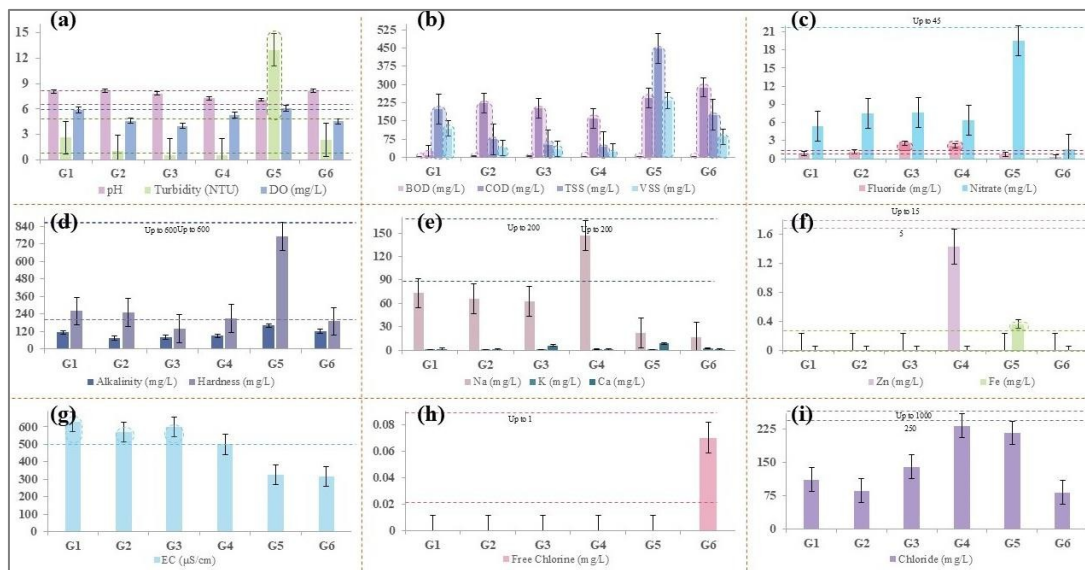 (a)
15
12
9
6
3
0
G1 G2 G3 G4 G5 G6
pH Turbidity (NTU) DO (mg/L)
(b)
525
450
375
300
225
150
75
0
G1 G2 G3 G4 G5 G6
BOD (mg/L) COD (mg/L) TSS (mg/L) VSS (mg/L)
(c)
Up to 45
21
18
15
12
9
6
3
0
G1 G2 G3 G4 G5 G6
Fluoride (mg/L) Nitrate (mg/L)
(d)
840
720
600
480
360
240
120
0
Up to 600 Up to 600
G1 G2 G3 G4 G5 G6
Alkalinity (mg/L) Hardness (mg/L)
(e)
150
120
90
60
30
0
Up to 200 Up to 200
G1 G2 G3 G4 G5 G6
Na (mg/L) K (mg/L) Ca (mg/L)
(f)
Up to 15
5
1.6
1.2
0.8
0.4
0
G1 G2 G3 G4 G5 G6
Zn (mg/L) Fe (mg/L)
(g)
600
500
400
300
200
100
0
G1 G2 G3 G4 G5 G6
EC (µS/cm)
(h)
Up to 1
0.08
0.06
0.04
0.02
0
G1 G2 G3 G4 G5 G6
Free Chlorine (mg/L)
(i)
Up to 1000
250
225
150
75
0
G1 G2 G3 G4 G5 G6
Chloride (mg/L)